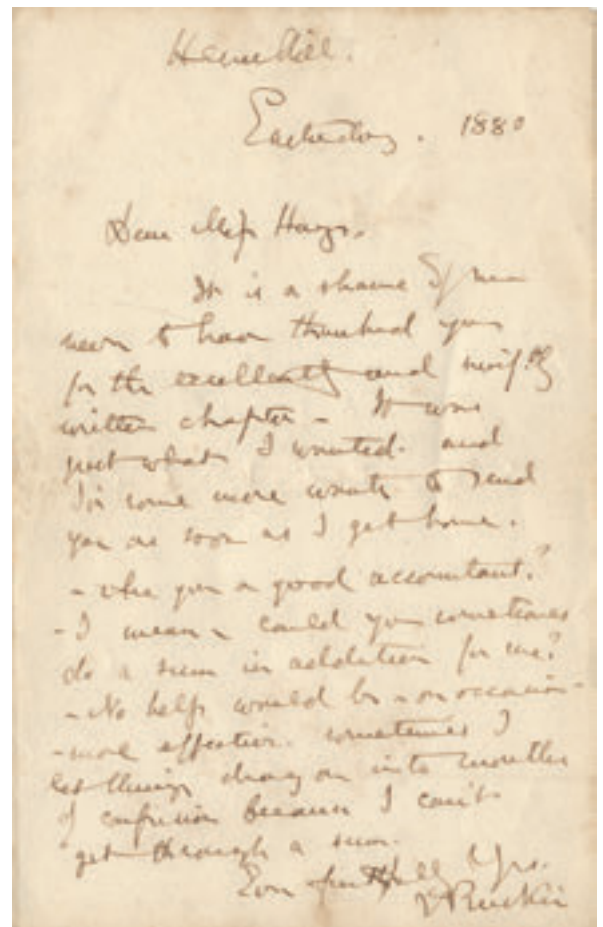 Herne Hill.
Easterday. 1880
Dear Miss Hays.
It is a shame of me
never to have thanked you
for the excellently and swiftly
written chapter - It was
just what I wanted. and
I've some more work to send
you as soon as I get home.
- Are you a good accountant?
- I mean - could you sometimes
do a sum in addition for me?
- No help would be - on occasion -
- more effective. sometimes I
let things drag on into months
of confusion because I can't
get through a sum.
Ever faithfully Yrs.
J Ruskin